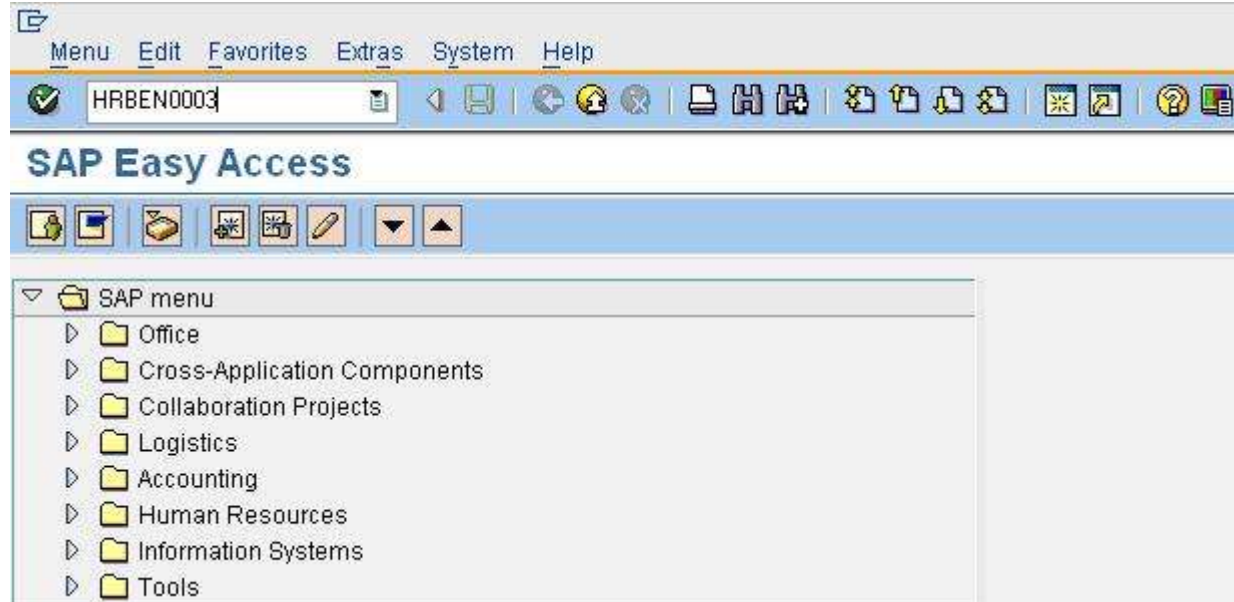 Menu Edit Favorites Extras System Help
HRBEN0003
SAP Easy Access
SAP menu
Office
Cross-Application Components
Collaboration Projects
Logistics
Accounting
Human Resources
Information Systems
Tools